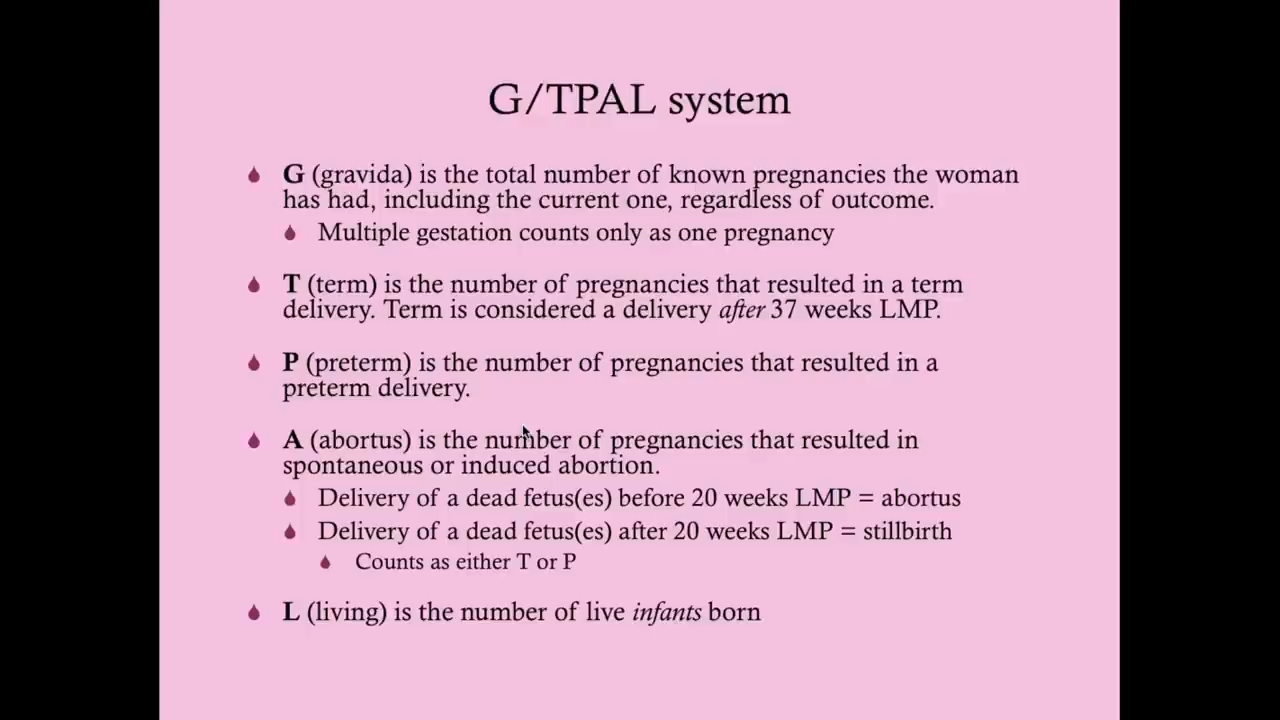 G/TPAL system
G (gravida) is the total number of known pregnancies the woman
has had, including the current one, regardless of outcome.
Multiple gestation counts only as one pregnancy
T (term) is the number of pregnancies that resulted in a term
delivery. Term is considered a delivery after 37 weeks LMP.
P (preterm) is the number of pregnancies that resulted in a
preterm delivery.
A (abortus) is the number of pregnancies that resulted in
spontaneous or induced abortion.
Delivery of a dead fetus(es) before 20 weeks LMP = abortus
Delivery of a dead fetus(es) after 20 weeks LMP = stillbirth
Counts as either T or P
L (living) is the number of live infants born